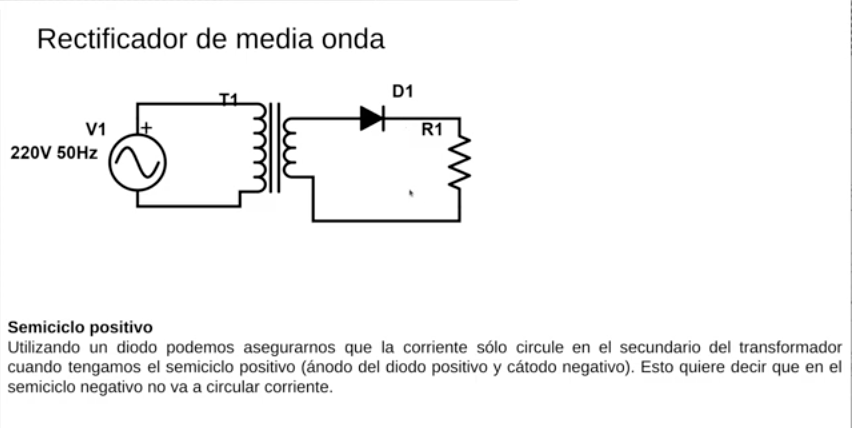 Rectificador de media onda
D1
T1
V1
+
R1
220V 50Hz
Semiciclo positivo
Utilizando un diodo podemos asegurarnos que la corriente sólo circule en el secundario del transformador
cuando tengamos el semiciclo positivo (ánodo del diodo positivo y cátodo negativo). Esto quiere decir que en el
semiciclo negativo no va a circular corriente.